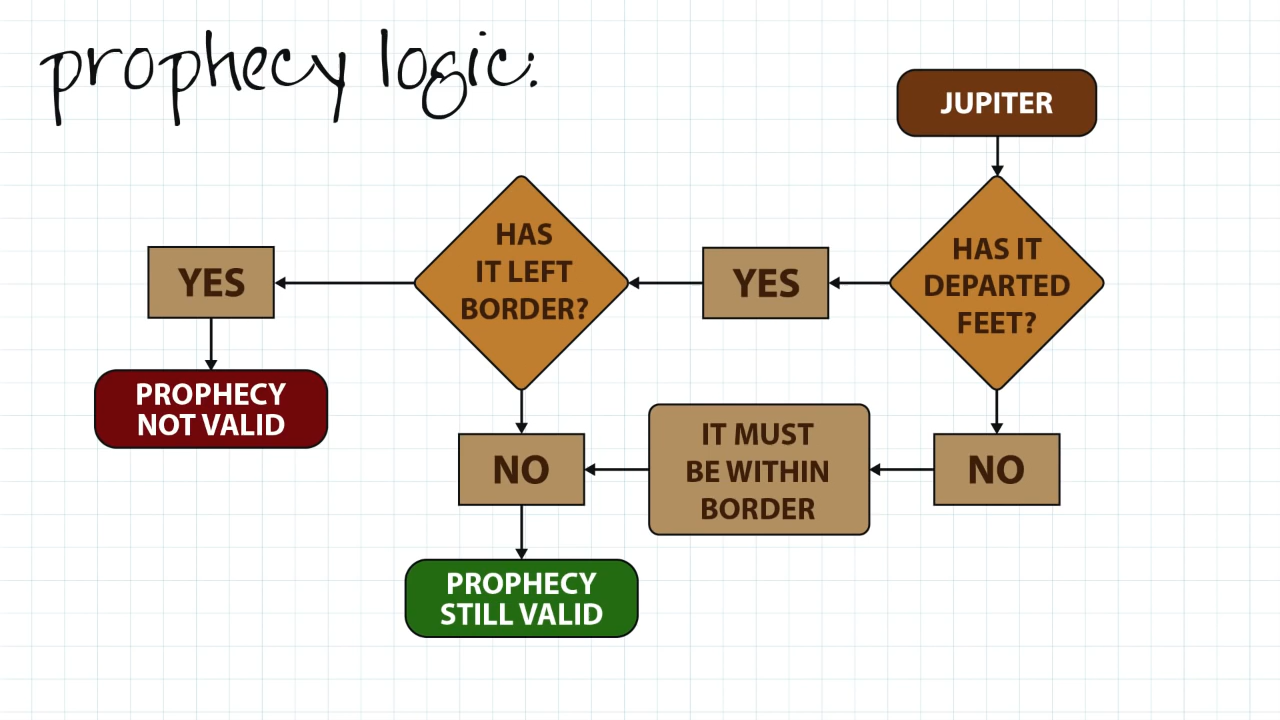 prophecy logic:
JUPITER
HAS IT
DEPARTED
FEET?
YES
HAS
IT LEFT
BORDER?
YES
PROPHECY
NOT VALID
NO
IT MUST
BE WITHIN
BORDER
NO
PROPHECY
STILL VALID